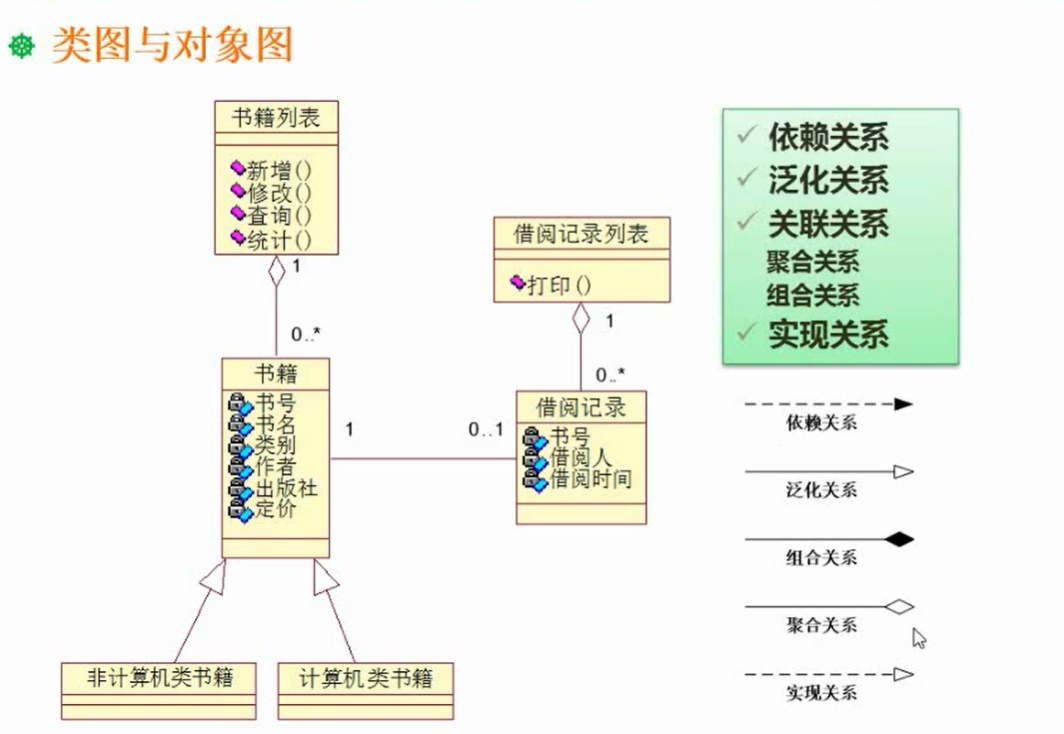 类图与对象图
书籍列表
新增()
修改()
查询()
统计()
1
0..*
书籍
书号
书名
类别
作者
出版社
定价
1
0..1
借阅记录列表
打印()
1
0..*
借阅记录
书号
借阅人
借阅时间
非计算机类书籍
计算机类书籍
依赖关系
泛化关系
关联关系
聚合关系
组合关系
实现关系
依赖关系
泛化关系
组合关系
聚合关系
实现关系